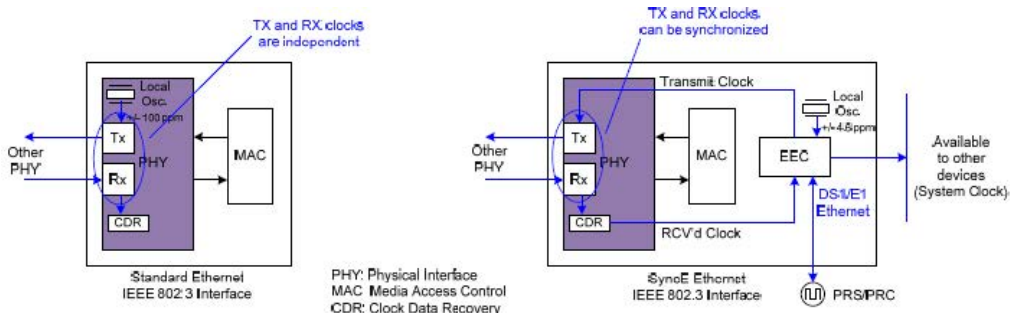 TX and RX clocks
are independent
Local
Osc.
+/- 100 ppm
Tx
Other
PHY
PHY
Rx
CDR
MAC
Standard Ethernet
IEEE 802.3 Interface
PHY: Physical Interface
MAC: Media Access Control
CDR: Clock Data Recovery
TX and RX clocks
can be synchronized
Transmit Clock
Local
Osc.
+/-4.6ppm
Tx
Other
PHY
PHY
Rx
CDR
MAC
EEC
RCV'd Clock
DS1/E1
Ethernet
Available
to other
devices
(System Clock).
SyncE Ethernet
IEEE 802.3 Interface
PRS/PRC